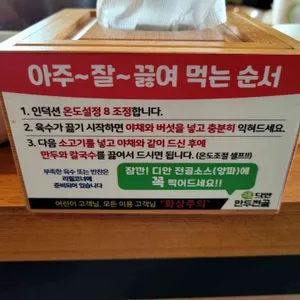 아주~잘~끓여 먹는 순서
1. 인덕션 온도설정 8 조정합니다.
2. 육수가 끓기 시작하면 야채와 버섯을 넣고 충분히 익혀드세요.
3. 다음 소고기를 넣고 야채와 같이 드신 후에
만두와 칼국수를 끓여서 드시면 됩니다. (온도조절 셀프!!)
부족한 육수 또는 반찬은
리필코너에
준비되어 있습니다
잠깐! 디안 전골소스(양파)에
꼭 찍어드세요!!
디안
만두전골
어린이 고객님, 모든 이용 고객님 "화상주의"